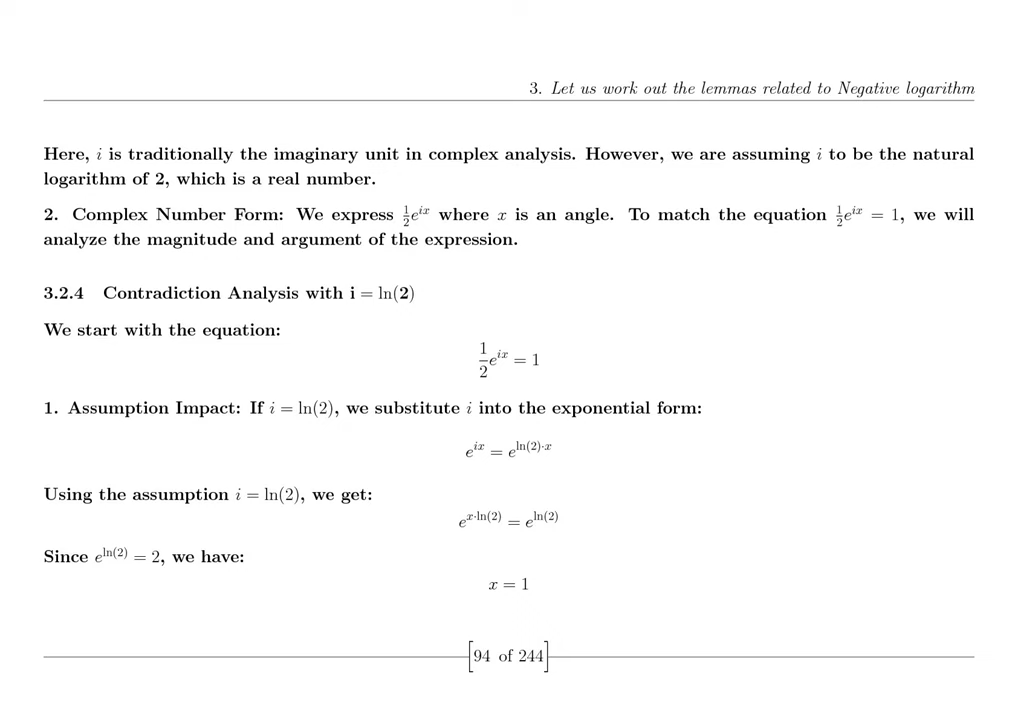 3. Let us work out the lemmas related to Negative logarithm
Here, i is traditionally the imaginary unit in complex analysis. However, we are assuming i to be the natural
logarithm of 2, which is a real number.
2. Complex Number Form: We express \frac{1}{2}e^{ix} where x is an angle. To match the equation \frac{1}{2}e^{ix} = 1, we will
analyze the magnitude and argument of the expression.
3.2.4 Contradiction Analysis with i = ln(2)
We start with the equation:
\frac{1}{2}e^{ix} = 1
1. Assumption Impact: If i = ln(2), we substitute i into the exponential form:
e^{ix} = e^{ln(2)·x}
Using the assumption i = ln(2), we get:
e^{x·ln(2)} = e^{ln(2)}
Since e^{ln(2)} = 2, we have:
x = 1
[94 of 244]